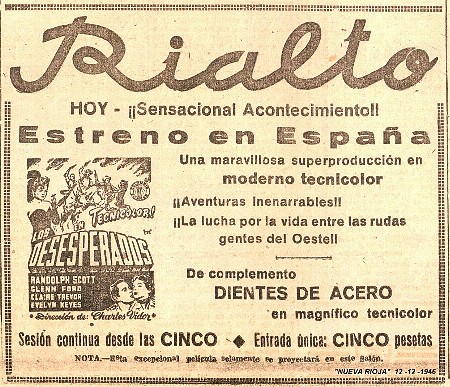 Rialto
HOY - ¡¡Sensacional Acontecimiento!!
Estreno en España
Una maravillosa superproducción en
moderno tecnicolor
¡¡Aventuras Inenarrables!!
¡¡La lucha por la vida entre las rudas
gentes del Oeste!!
EN TECNICOLOR!
LOS
DESESPERADOS
RANDOLPH SCOTT
GLENN FORD
CLAIRE TREVOR
EVELYN KEYES
Dirección de: Charles Vidor
De complemento
DIENTES DE ACERO
en magnífico tecnicolor
Sesión continua desde las CINCO ◆ Entrada única: CINCO pesetas
NOTA.—Esta excepcional película solamente se proyectará en este Salón.
"NUEVA RIOJA" 12-12-1946